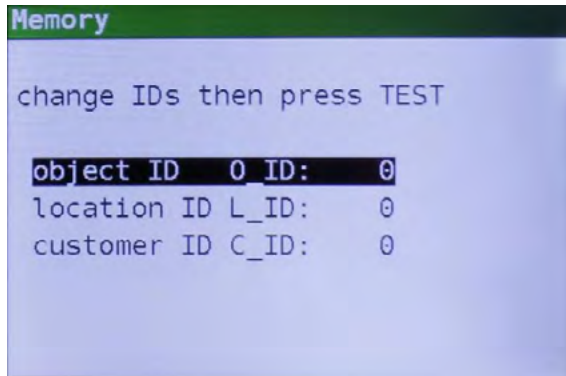 Memory
change IDs then press TEST
object ID O_ID: 0
location ID L_ID: 0
customer ID C_ID: 0